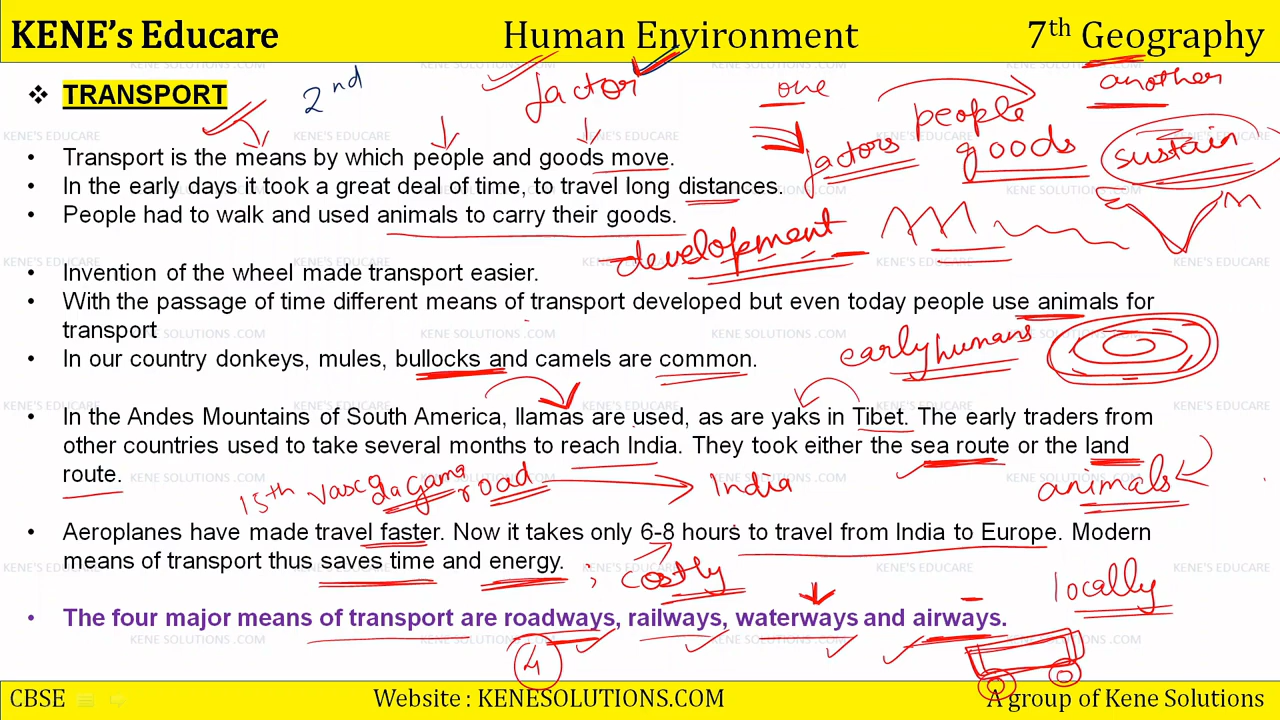 KENE's Educare Human Environment 7th Geography
❖ TRANSPORT
2nd
factor
one
another
people
factors
goods
sustain
• Transport is the means by which people and goods move.
• In the early days it took a great deal of time, to travel long distances.
• People had to walk and used animals to carry their goods.
development
• Invention of the wheel made transport easier.
• With the passage of time different means of transport developed but even today people use animals for
transport
• In our country donkeys, mules, bullocks and camels are common.
early humans
• In the Andes Mountains of South America, llamas are used, as are yaks in Tibet. The early traders from
other countries used to take several months to reach India. They took either the sea route or the land
route.
15th vasco da gama road India
animals
• Aeroplanes have made travel faster. Now it takes only 6-8 hours to travel from India to Europe. Modern
means of transport thus saves time and energy.
; costly
locally
• The four major means of transport are roadways, railways, waterways and airways.
4
CBSE Website : KENESOLUTIONS.COM A group of Kene Solutions
KENE'S EDUCARE
KENE SOLUTIONS .COM